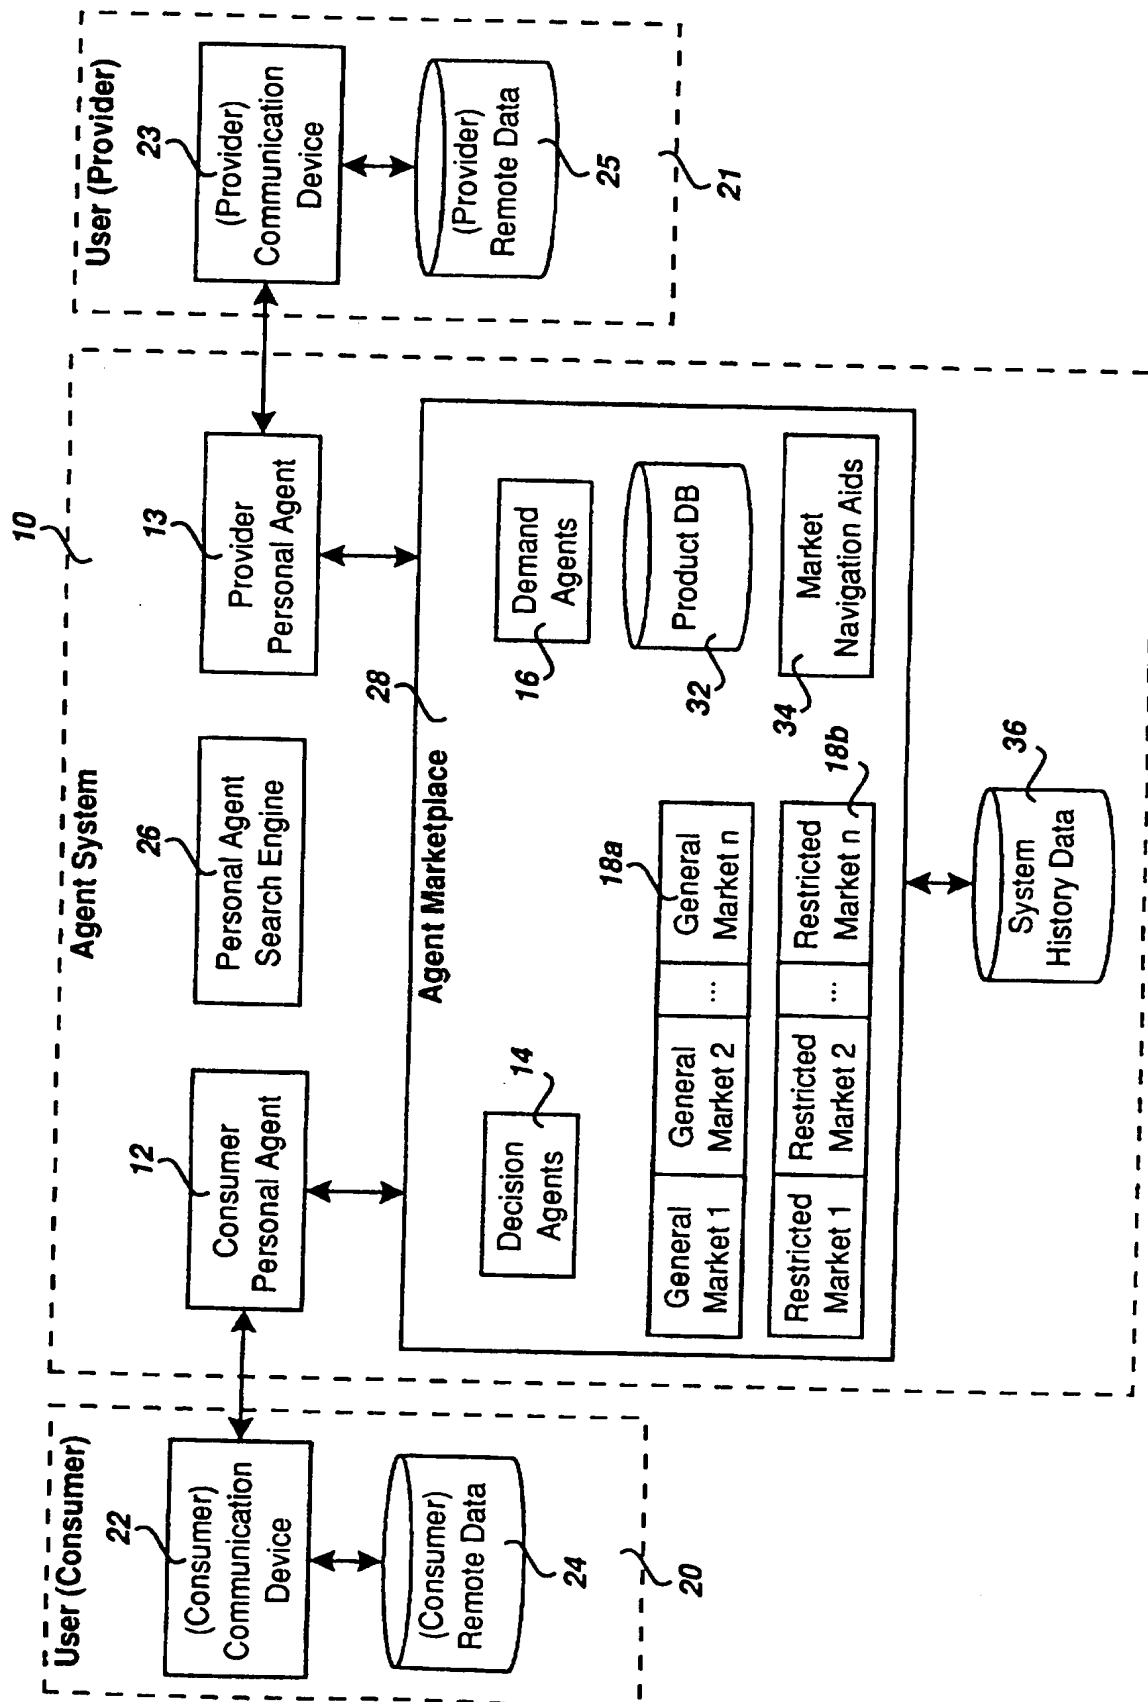 10
User (Consumer)
Agent System
User (Provider)
22
(Consumer)
Communication
Device
12
Consumer
Personal Agent
26
Personal Agent
Search Engine
13
Provider
Personal Agent
23
(Provider)
Communication
Device
(Consumer)
Remote Data
24
20
Agent Marketplace
28
(Provider)
Remote Data
25
21
Decision
Agents
14
Demand
Agents
16
Product DB
32
General
Market 1
General
Market 2
...
General
Market n
18a
Restricted
Market 1
Restricted
Market 2
...
Restricted
Market n
18b
Market
Navigation Aids
34
System
History Data
36